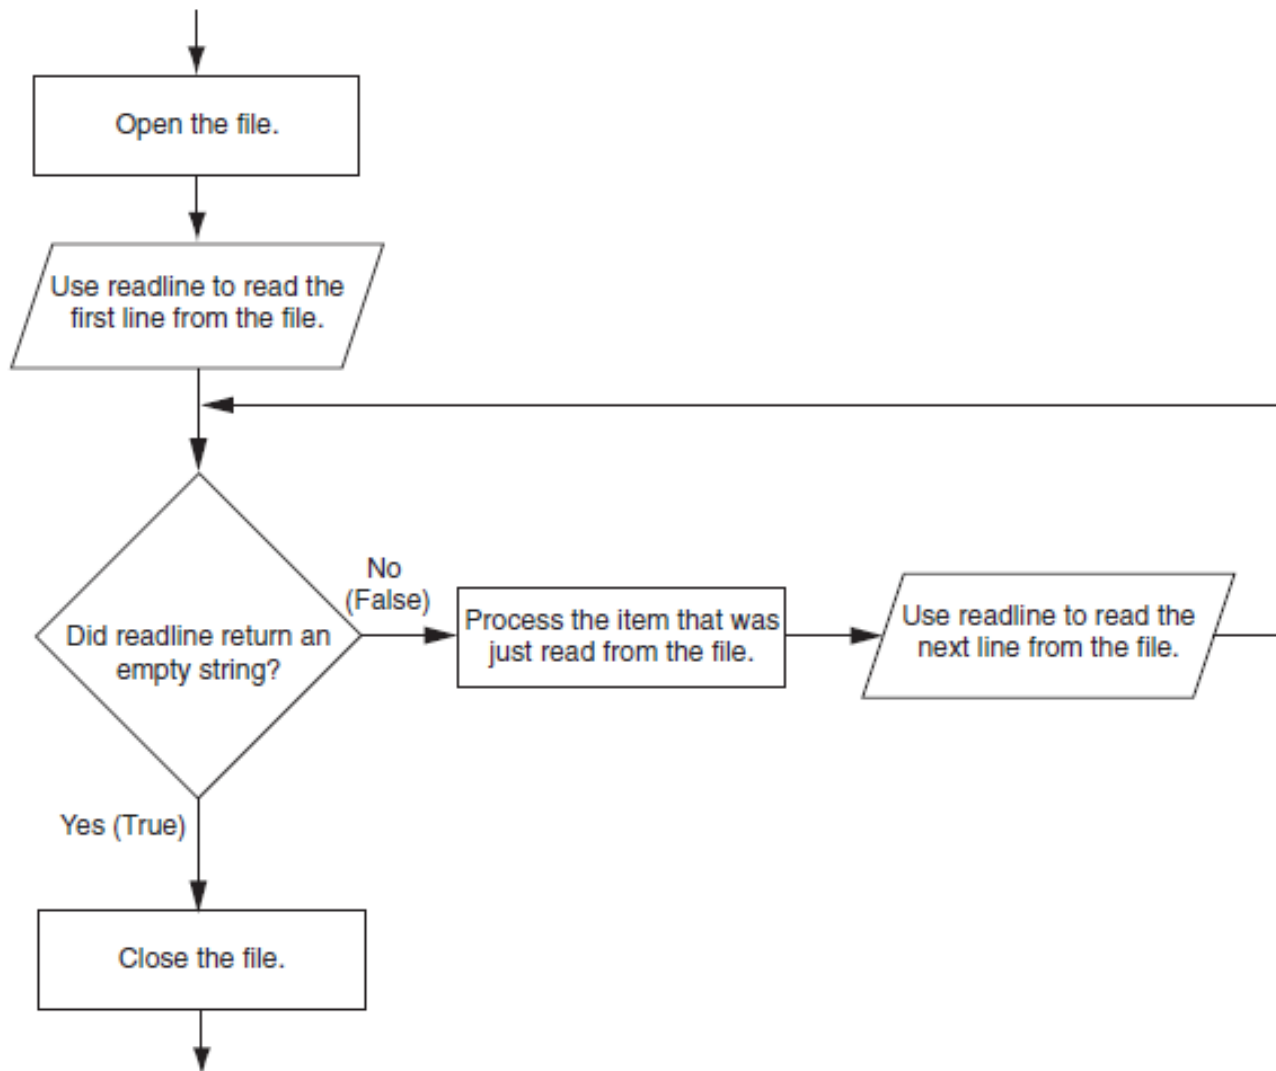 Open the file.
Use readline to read the
first line from the file.
No
(False)
Process the item that was
just read from the file.
Use readline to read the
next line from the file.
Did readline return an
empty string?
Yes (True)
Close the file.